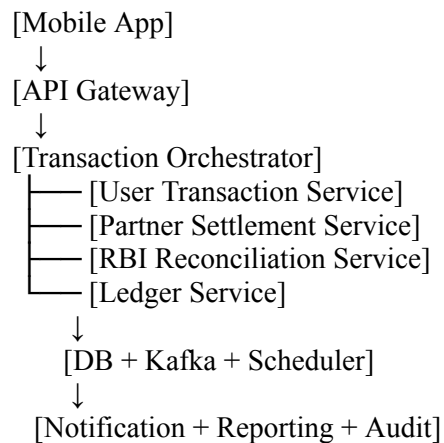 [Mobile App]
↓
[API Gateway]
↓
[Transaction Orchestrator]
├── [User Transaction Service]
├── [Partner Settlement Service]
├── [RBI Reconciliation Service]
└── [Ledger Service]
↓
[DB + Kafka + Scheduler]
↓
[Notification + Reporting + Audit]